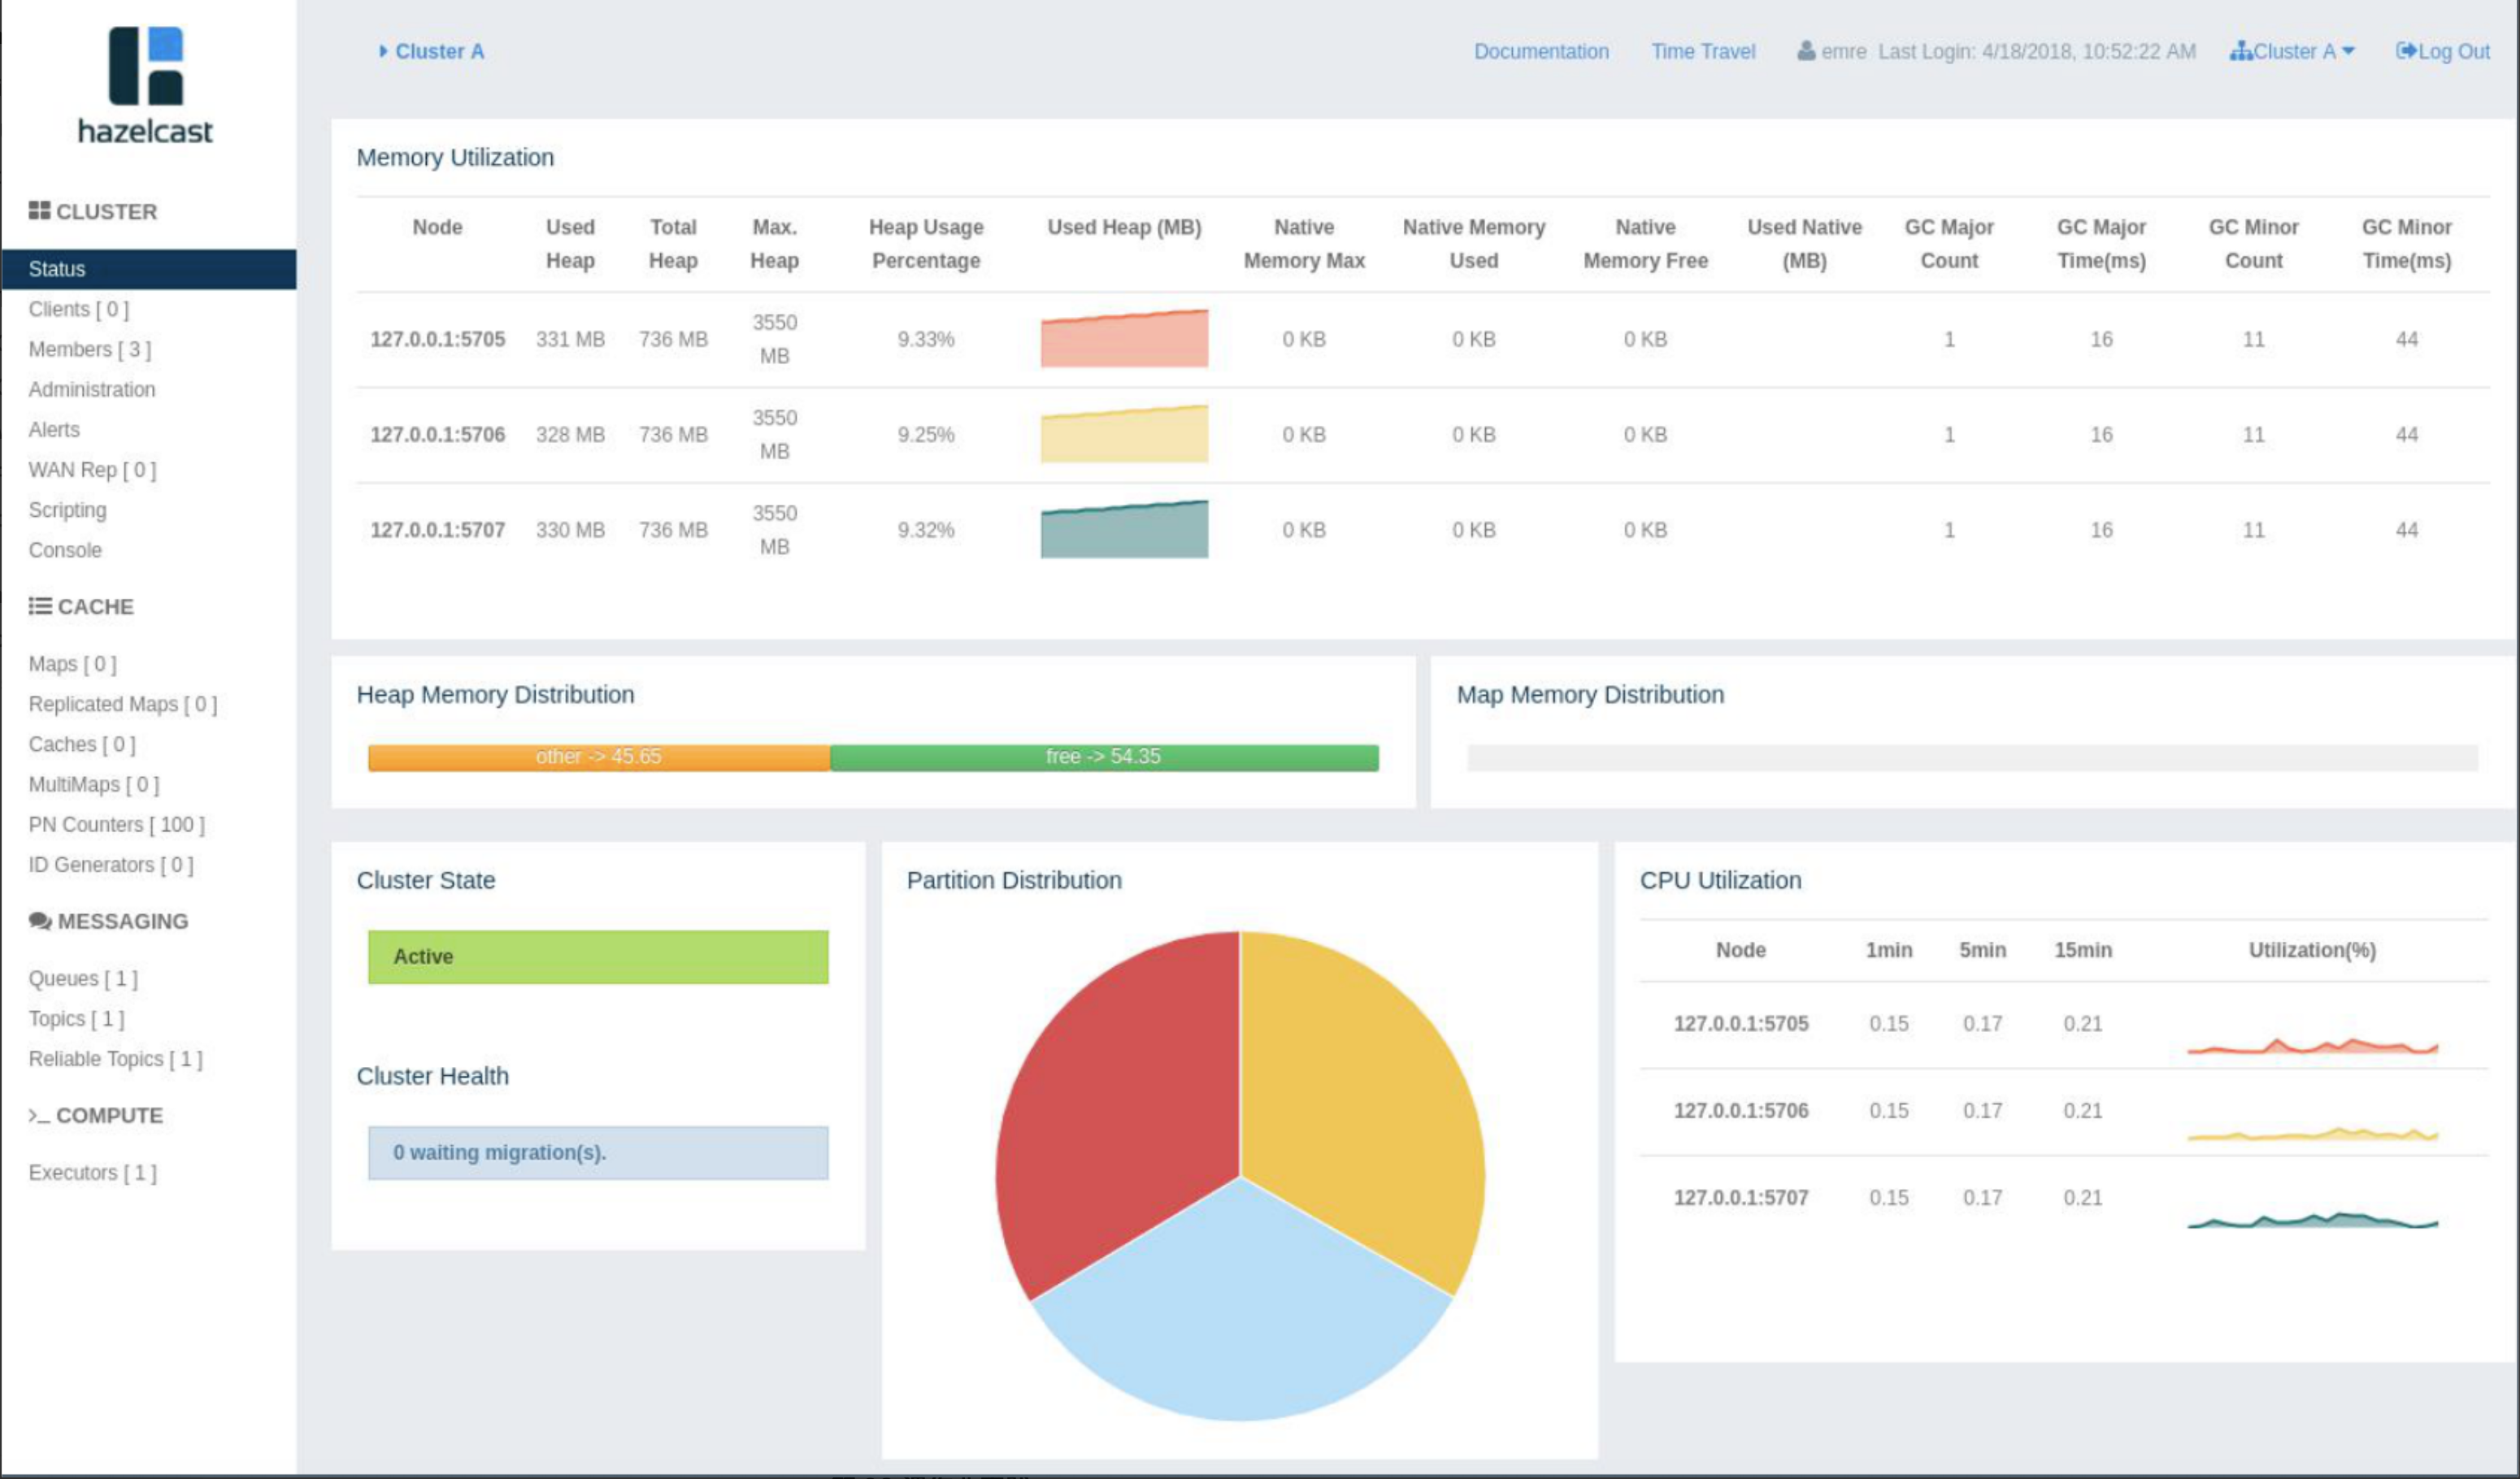 hazelcast
Cluster A
Documentation Time Travel emre Last Login: 4/18/2018, 10:52:22 AM Cluster A Log Out
CLUSTER
Status
Clients [ 0 ]
Members [ 3 ]
Administration
Alerts
WAN Rep [ 0 ]
Scripting
Console
CACHE
Maps [ 0 ]
Replicated Maps [ 0 ]
Caches [ 0 ]
MultiMaps [ 0 ]
PN Counters [ 100 ]
ID Generators [ 0 ]
MESSAGING
Queues [ 1 ]
Topics [ 1 ]
Reliable Topics [ 1 ]
COMPUTE
Executors [ 1 ]
Memory Utilization
Node Used Total Max. Heap Usage Used Heap (MB) Native Native Memory Native Used Native GC Major GC Major GC Minor GC Minor
Heap Heap Heap Percentage Memory Max Used Memory Free (MB) Count Time(ms) Count Time(ms)
127.0.0.1:5705 331 MB 736 MB 3550 MB 9.33% 0 KB 0 KB 0 KB 1 16 11 44
127.0.0.1:5706 328 MB 736 MB 3550 MB 9.25% 0 KB 0 KB 0 KB 1 16 11 44
127.0.0.1:5707 330 MB 736 MB 3550 MB 9.32% 0 KB 0 KB 0 KB 1 16 11 44
Heap Memory Distribution
other -> 45.65 free -> 54.35
Map Memory Distribution
Cluster State
Active
Cluster Health
0 waiting migration(s).
Partition Distribution
CPU Utilization
Node 1min 5min 15min Utilization(%)
127.0.0.1:5705 0.15 0.17 0.21
127.0.0.1:5706 0.15 0.17 0.21
127.0.0.1:5707 0.15 0.17 0.21